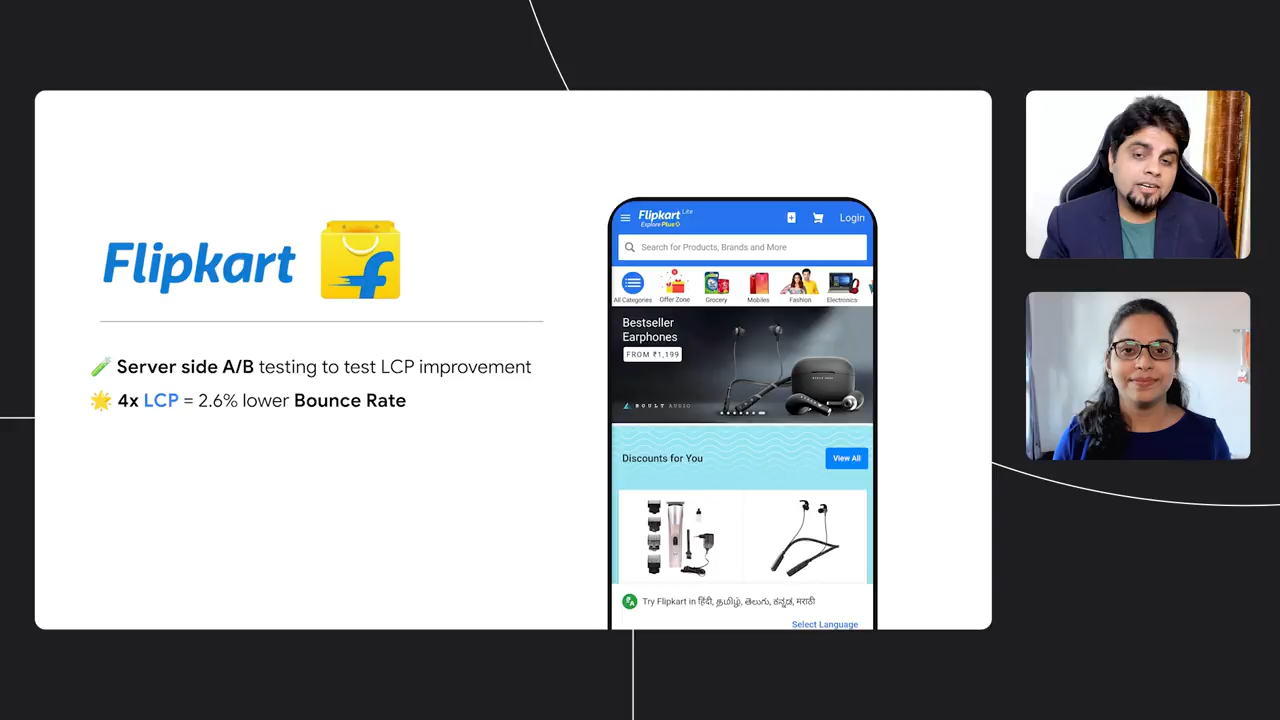 Flipkart
Server side A/B testing to test LCP improvement
4x LCP = 2.6% lower Bounce Rate
Flipkart Lite
Explore Plus
Login
Search for Products, Brands and More
All Categories
Offer Zone
Grocery
Mobiles
Fashion
Electronics
Bestseller
Earphones
FROM ₹1,199
BOULT AUDIO
Discounts for You
View All
Try Flipkart in हिंदी, தமிழ், తెలుగు, ಕನ್ನಡ, मराठी
Select Language